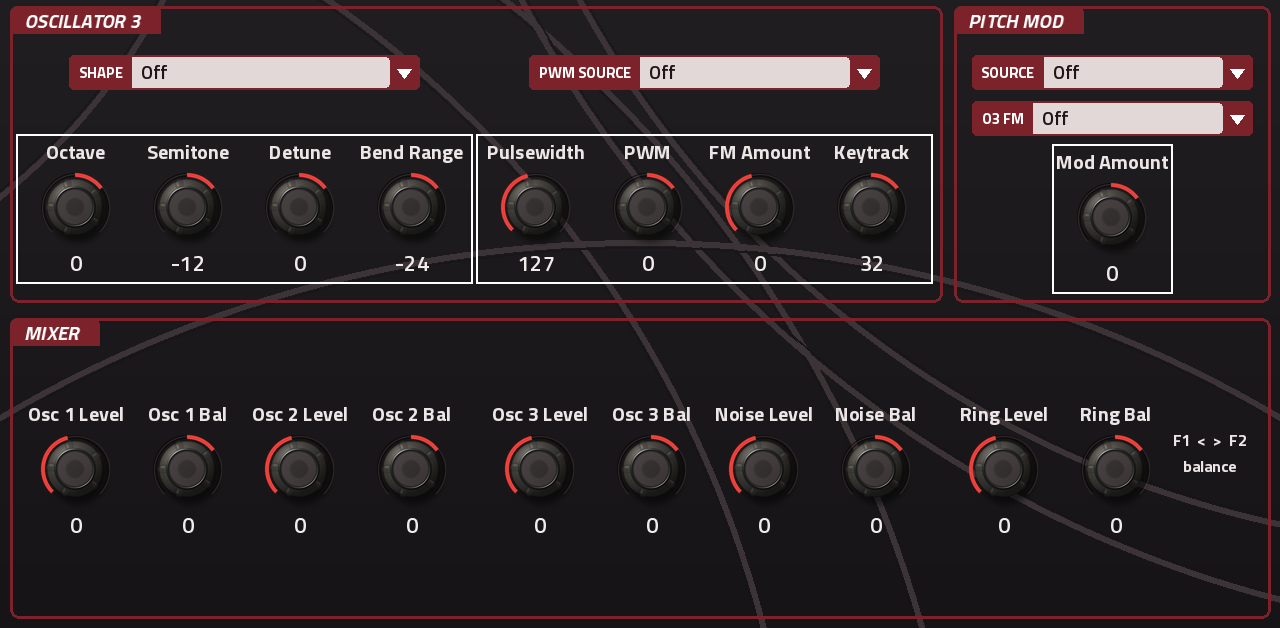 OSCILLATOR 3
SHAPE Off
PWM SOURCE Off
Octave Semitone Detune Bend Range Pulsewidth PWM FM Amount Keytrack
0 -12 0 -24 127 0 0 32
PITCH MOD
SOURCE Off
O3 FM Off
Mod Amount
0
MIXER
Osc 1 Level Osc 1 Bal Osc 2 Level Osc 2 Bal Osc 3 Level Osc 3 Bal Noise Level Noise Bal Ring Level Ring Bal
F1 < > F2
balance
0 0 0 0 0 0 0 0 0 0